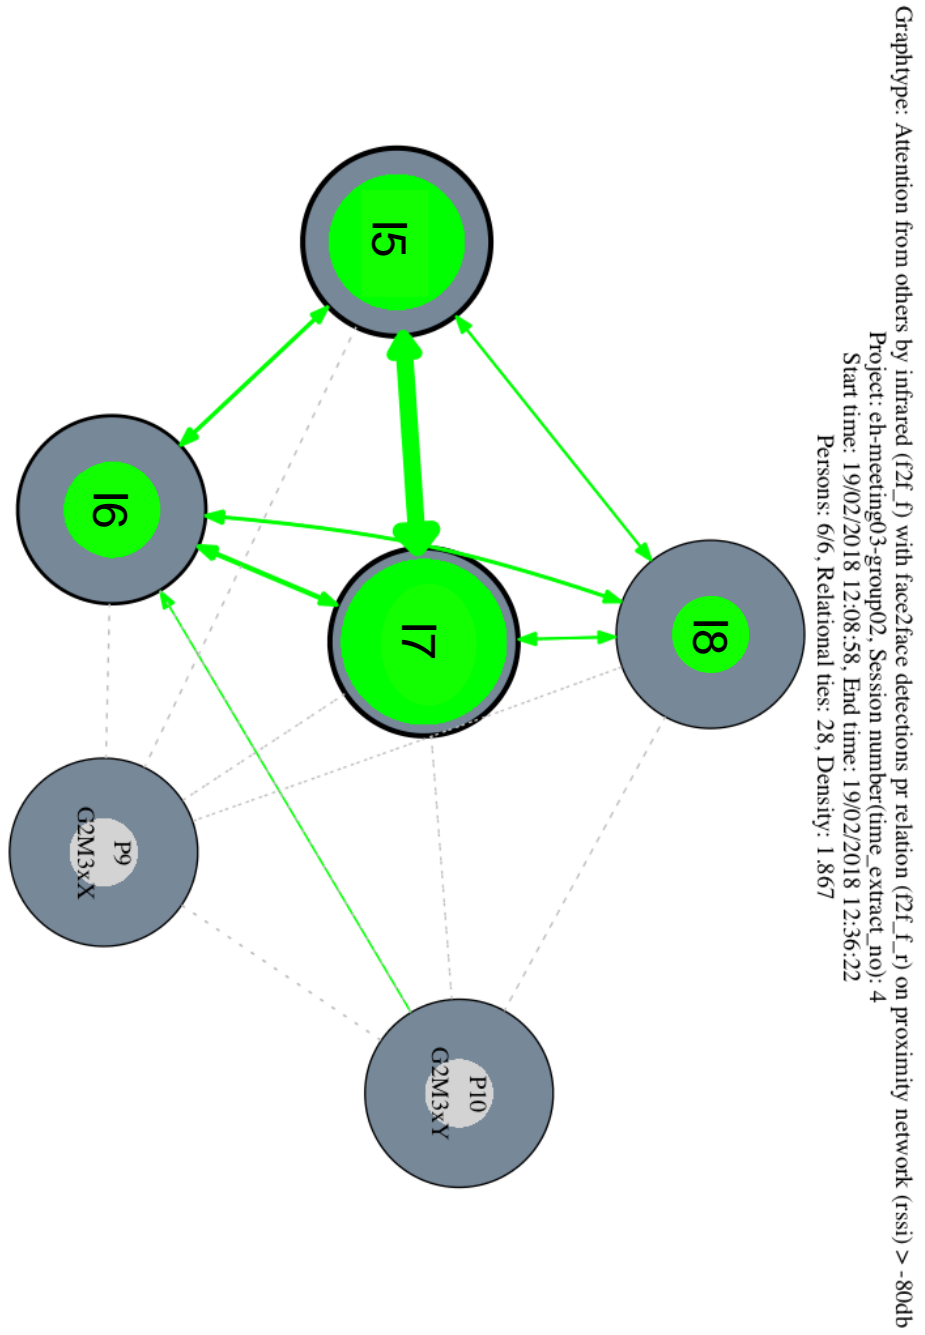 Graphtype: Attention from others by infrared (f2f_f) with face2face detections pr relation (f2f_f_r) on proximity network (rssi) > -80db
Project: eh-meeting03-group02, Session number(time_extract_no): 4
Start time: 19/02/2018 12:08:58, End time: 19/02/2018 12:36:22
Persons: 6/6, Relational ties: 28, Density: 1.867
I8
I5
I7
I6
P10
G2M3xY
P9
G2M3xX